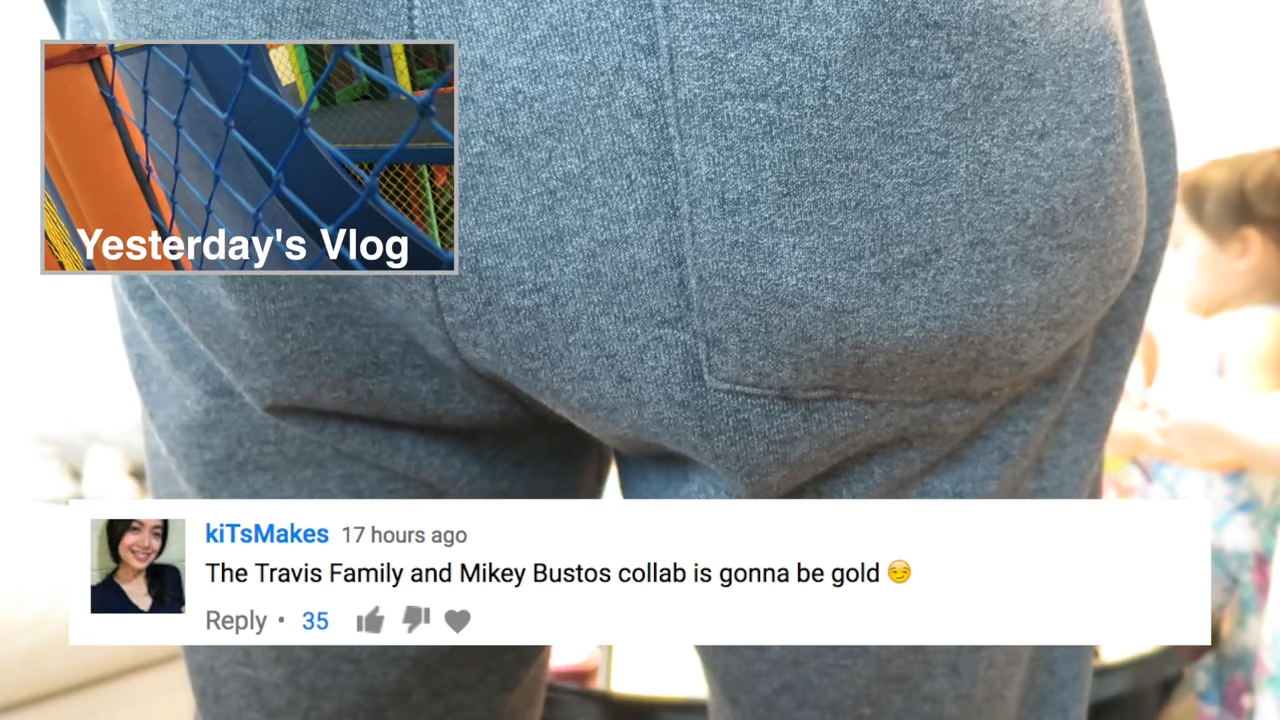 Yesterday's Vlog
kiTsMakes 17 hours ago
The Travis Family and Mikey Bustos collab is gonna be gold 😏
Reply • 35